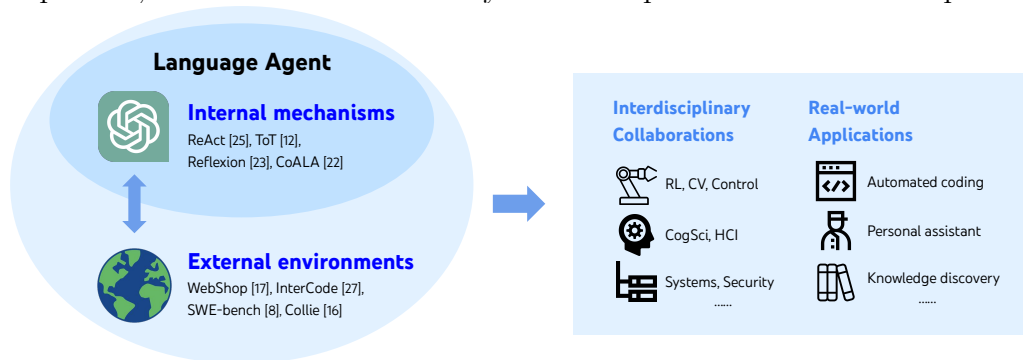 Language Agent
Internal mechanisms
ReAct [25], ToT [12],
Reflexion [23], CoALA [22]
External environments
WebShop [17], InterCode [27],
SWE-bench [8], Collie [16]
Interdisciplinary
Collaborations
RL, CV, Control
CogSci, HCI
Systems, Security
......
Real-world
Applications
Automated coding
Personal assistant
Knowledge discovery
......